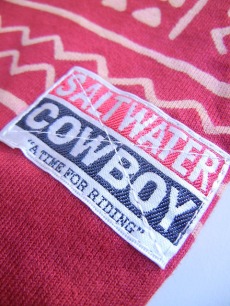 SALTWATER
COWBOY
"A TIME FOR RIDING"